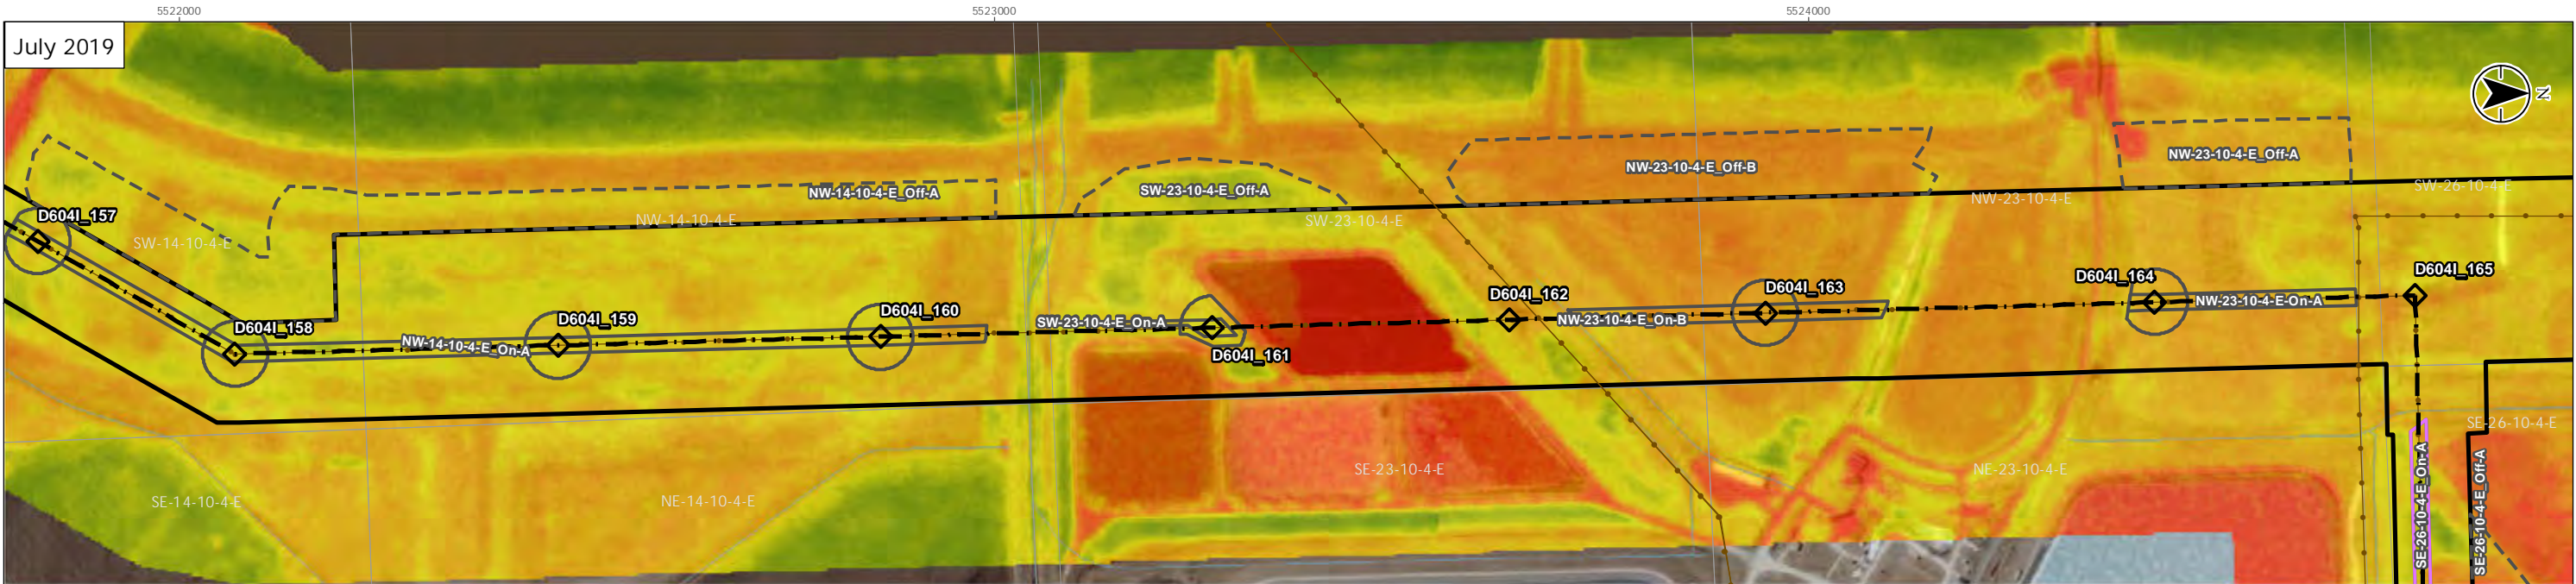 5522000
5523000
5524000
July 2019
N
NW-23-10-4-E_Off-B
NW-23-10-4-E_Off-A
NW-14-10-4-E_Off-A
SW-23-10-4-E_Off-A
SW-26-10-4-E
D604I_157
NW-14-10-4-E
SW-23-10-4-E
NW-23-10-4-E
SW-14-10-4-E
D604I_158
D604I_159
D604I_160
D604I_162
D604I_163
D604I_164
D604I_165
NW-14-10-4-E_On-A
SW-23-10-4-E_On-A
NW-23-10-4-E_On-B
NW-23-10-4-E-On-A
D604I_161
SE-26-10-4-E
SE-14-10-4-E
NE-14-10-4-E
SE-23-10-4-E
NE-23-10-4-E
SE-26-10-4-E_On-A
SE-26-10-4-E_Off-A